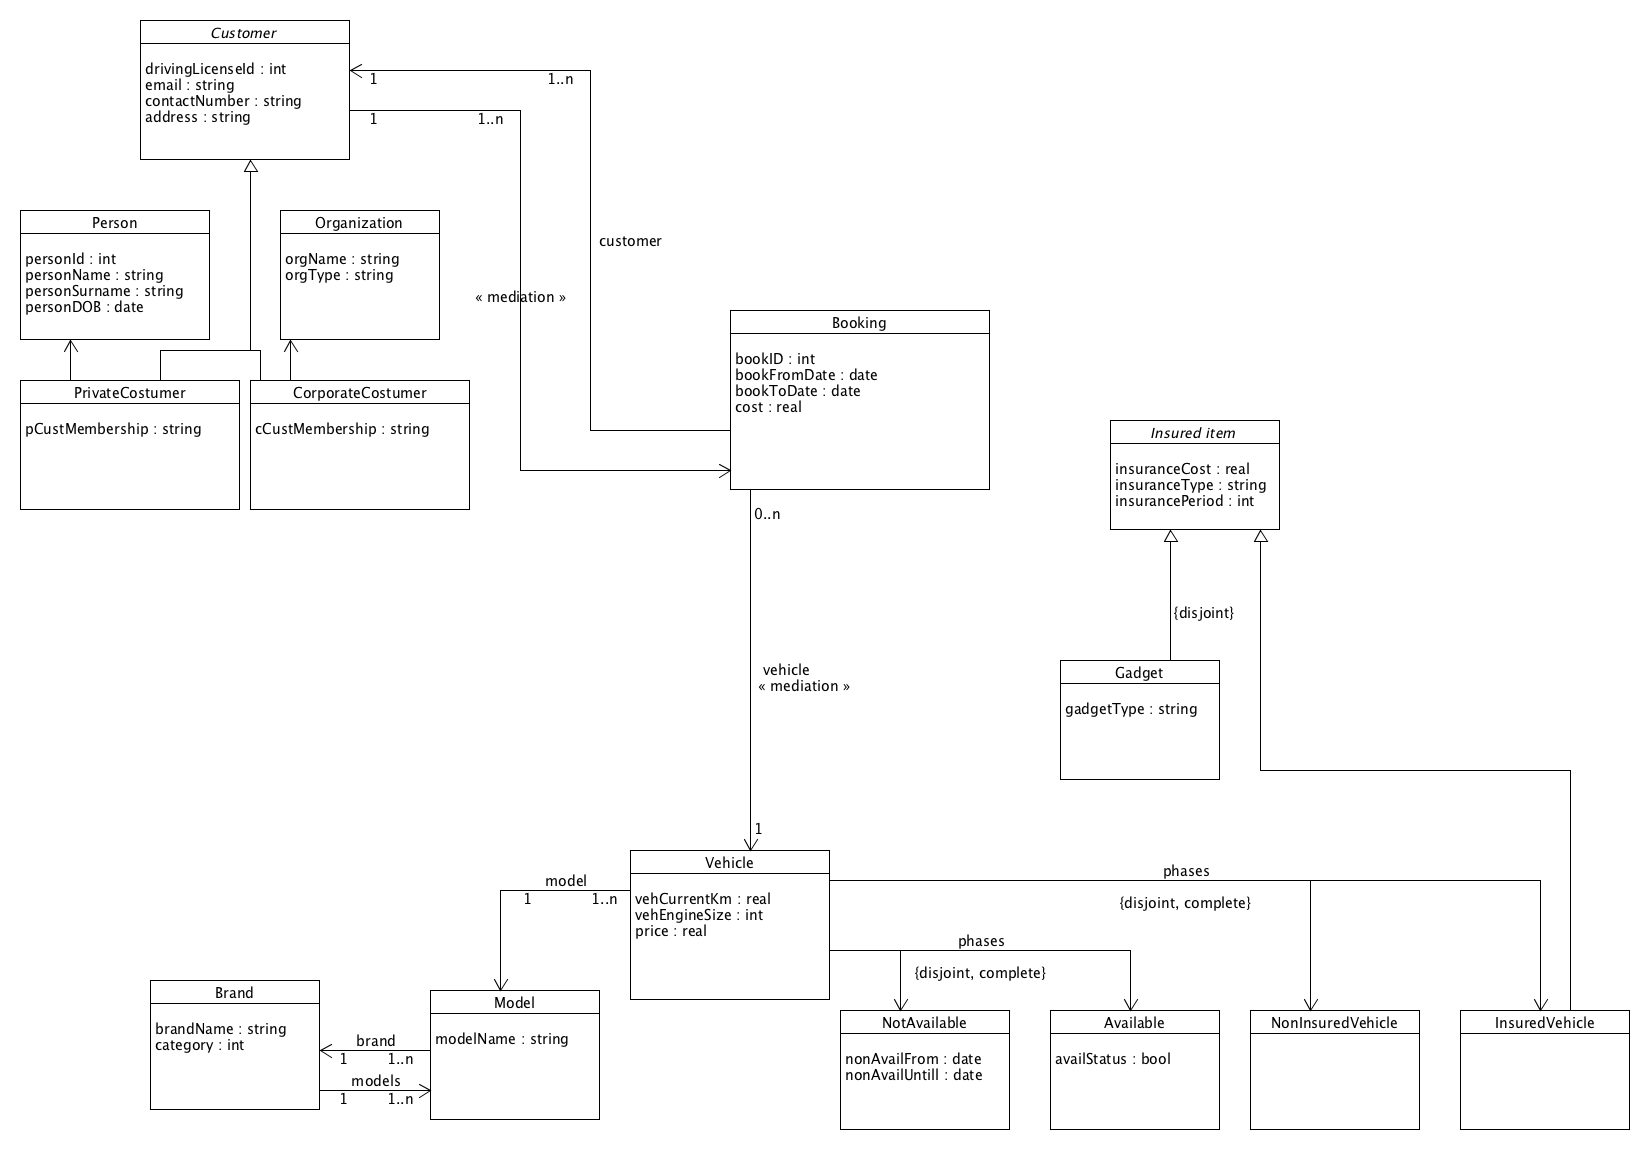 Customer
drivingLicenseId : int
email : string
contactNumber : string
address : string
1
1..n
1
1..n
customer
« mediation »
Person
personId : int
personName : string
personSurname : string
personDOB : date
Organization
orgName : string
orgType : string
PrivateCostumer
pCustMembership : string
CorporateCostumer
cCustMembership : string
Booking
bookID : int
bookFromDate : date
bookToDate : date
cost : real
0..n
vehicle
« mediation »
1
Insured item
insuranceCost : real
insuranceType : string
insurancePeriod : int
{disjoint}
Gadget
gadgetType : string
Vehicle
vehCurrentKm : real
vehEngineSize : int
price : real
model
1
1..n
phases
{disjoint, complete}
phases
{disjoint, complete}
Brand
brandName : string
category : int
brand
1
1..n
models
1
1..n
Model
modelName : string
NotAvailable
nonAvailFrom : date
nonAvailUntill : date
Available
availStatus : bool
NonInsuredVehicle
InsuredVehicle